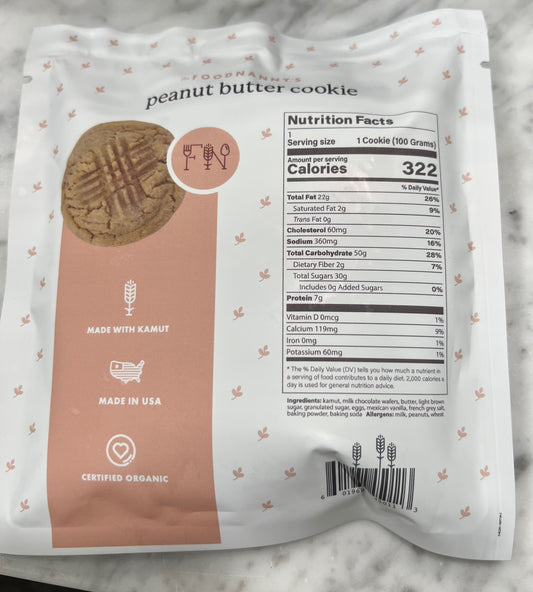 the FOODNANNY'S
peanut butter cookie
FN
MADE WITH KAMUT
MADE IN USA
CERTIFIED ORGANIC
Nutrition Facts
1
Serving size 1 Cookie (100 Grams)
Amount per serving
Calories 322
% Daily Value*
Total Fat 22g 26%
Saturated Fat 2g 9%
Trans Fat 0g
Cholesterol 60mg 20%
Sodium 360mg 16%
Total Carbohydrate 50g 28%
Dietary Fiber 2g 7%
Total Sugars 30g
Includes 0g Added Sugars 0%
Protein 7g
Vitamin D 0mcg 1%
Calcium 119mg 9%
Iron 0mg 1%
Potassium 60mg 1%
* The % Daily Value (DV) tells you how much a nutrient in
a serving of food contributes to a daily diet. 2,000 calories a
day is used for general nutrition advice.
Ingredients: kamut, milk chocolate wafers, butter, light brown
sugar, granulated sugar, eggs, mexican vanilla, french grey salt,
baking powder, baking soda Allergens: milk, peanuts, wheat